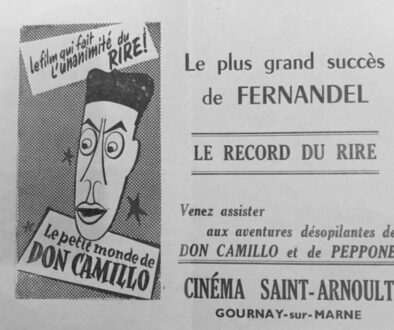 le film qui fait
l'unanimité du
RIRE!
Le petit monde de
DON CAMILLO
Le plus grand succès
de FERNANDEL
LE RECORD DU RIRE
Venez assister
aux aventures désopilantes de
DON CAMILLO et de PEPPONE
CINÉMA SAINT-ARNOULT
GOURNAY-sur-MARNE